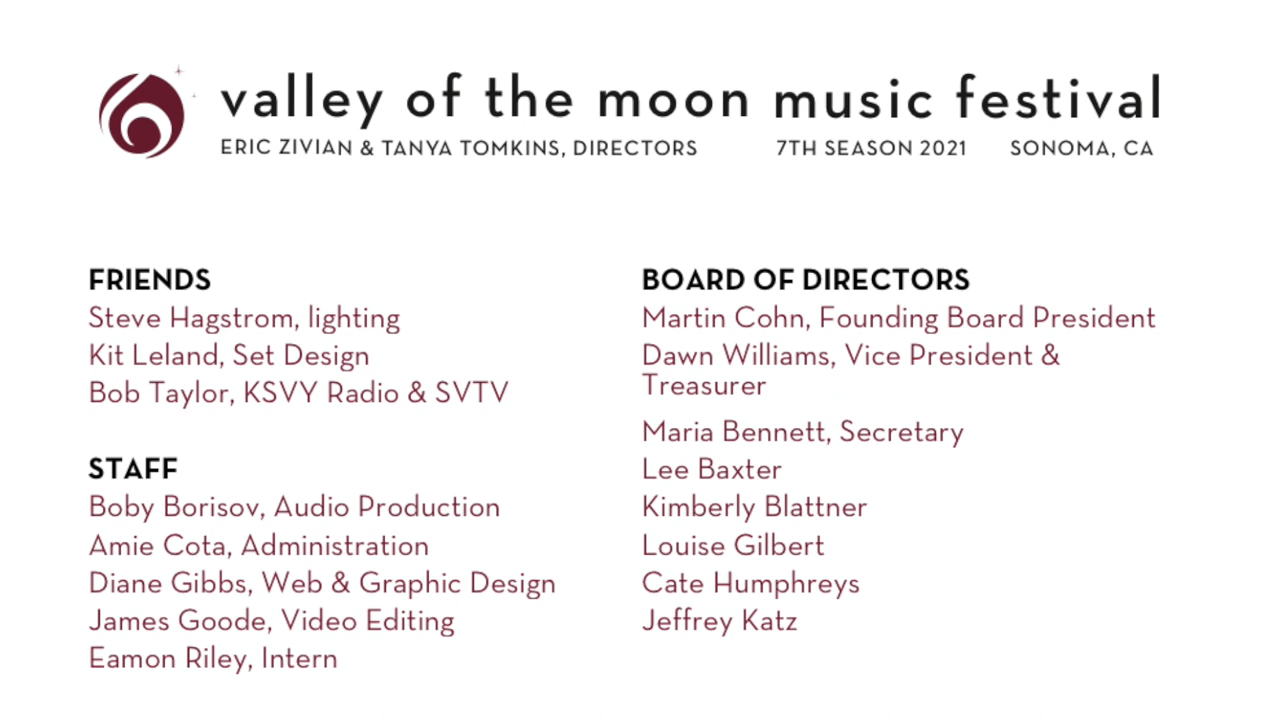 valley of the moon music festival
ERIC ZIVIAN & TANYA TOMKINS, DIRECTORS 7TH SEASON 2021 SONOMA, CA
FRIENDS
Steve Hagstrom, lighting
Kit Leland, Set Design
Bob Taylor, KSVY Radio & SVTV
STAFF
Boby Borisov, Audio Production
Amie Cota, Administration
Diane Gibbs, Web & Graphic Design
James Goode, Video Editing
Eamon Riley, Intern
BOARD OF DIRECTORS
Martin Cohn, Founding Board President
Dawn Williams, Vice President &
Treasurer
Maria Bennett, Secretary
Lee Baxter
Kimberly Blattner
Louise Gilbert
Cate Humphreys
Jeffrey Katz